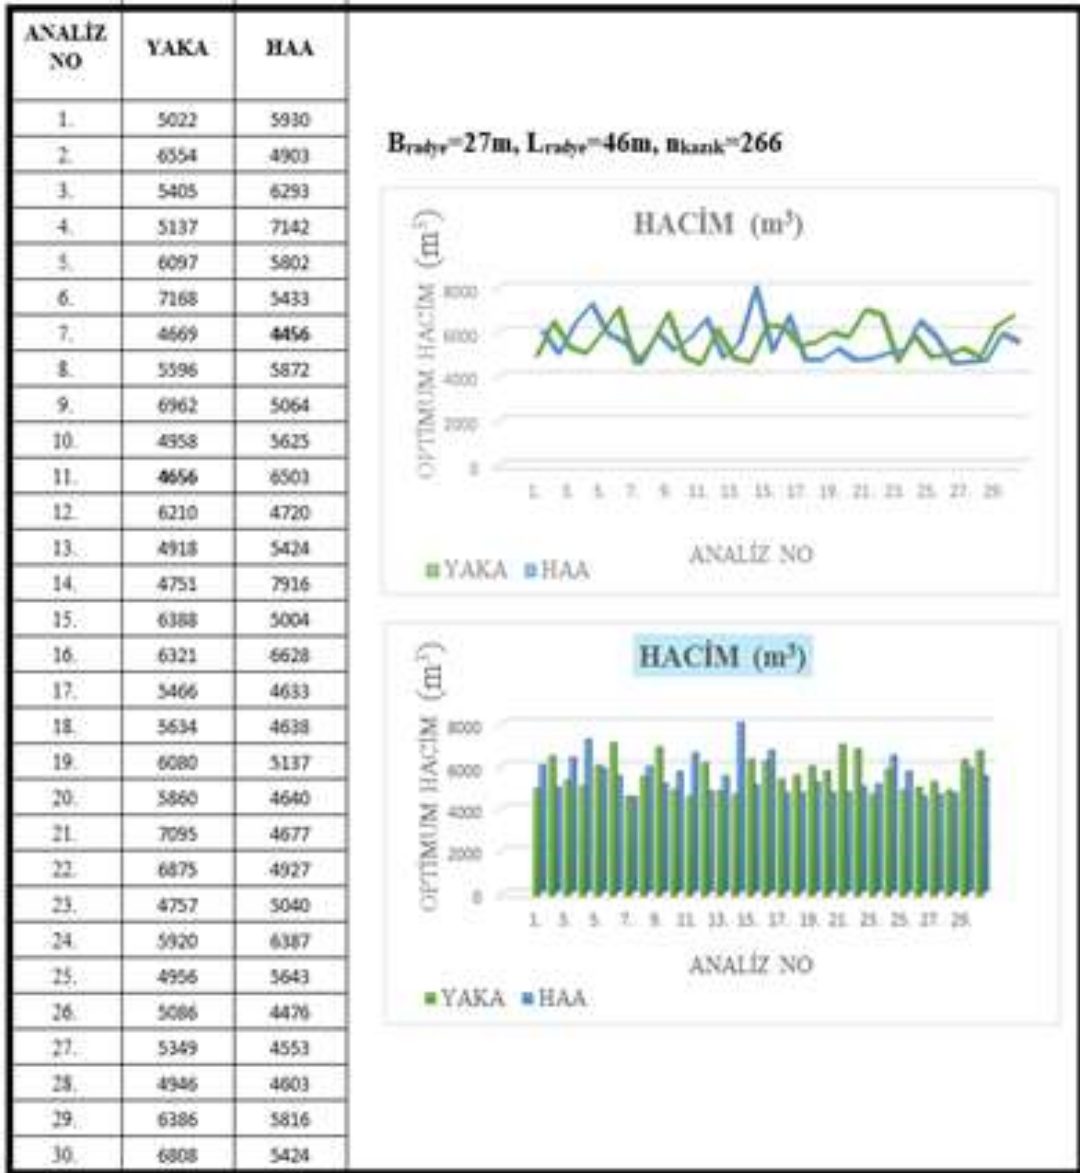 ANALİZ NO YAKA HAA
1. 5022 5930
2. 6554 4903
3. 5405 6293
4. 5137 7142
5. 6097 5802
6. 7168 5433
7. 4669 4456
8. 5596 5872
9. 6962 5064
10. 4958 5625
11. 4656 6503
12. 6210 4720
13. 4918 5424
14. 4751 7916
15. 6388 5004
16. 6321 6628
17. 5466 4633
18. 5634 4638
19. 6080 5137
20. 5860 4640
21. 7095 4677
22. 6875 4927
23. 4757 5040
24. 5920 6387
25. 4956 5643
26. 5086 4476
27. 5349 4553
28. 4946 4603
29. 6386 5816
30. 6808 5424
Bradye=27m, Lradye=46m, nkazık=266
HACİM (m³)
OPTİMUM HACİM (m³)
8000
6000
4000
2000
0
1. 3. 5. 7. 9. 11. 13. 15. 17. 19. 21. 23. 25. 27. 29.
ANALİZ NO
YAKA HAA
HACİM (m³)
OPTİMUM HACİM (m³)
8000
6000
4000
2000
0
1. 3. 5. 7. 9. 11. 13. 15. 17. 19. 21. 23. 25. 27. 29.
ANALİZ NO
YAKA HAA